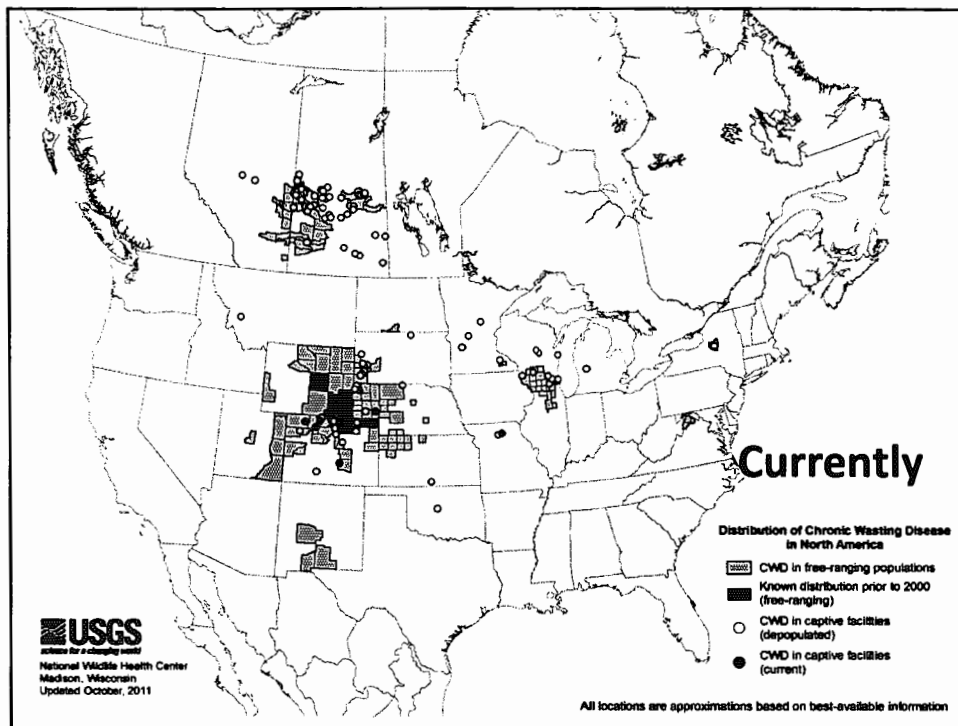 Currently
Distribution of Chronic Wasting Disease
in North America
CWD in free-ranging populations
Known distribution prior to 2000
(free-ranging)
CWD in captive facilities
(depopulated)
CWD in captive facilities
(current)
USGS
science for a changing world
National Wildlife Health Center
Madison, Wisconsin
Updated October, 2011
All locations are approximations based on best-available information